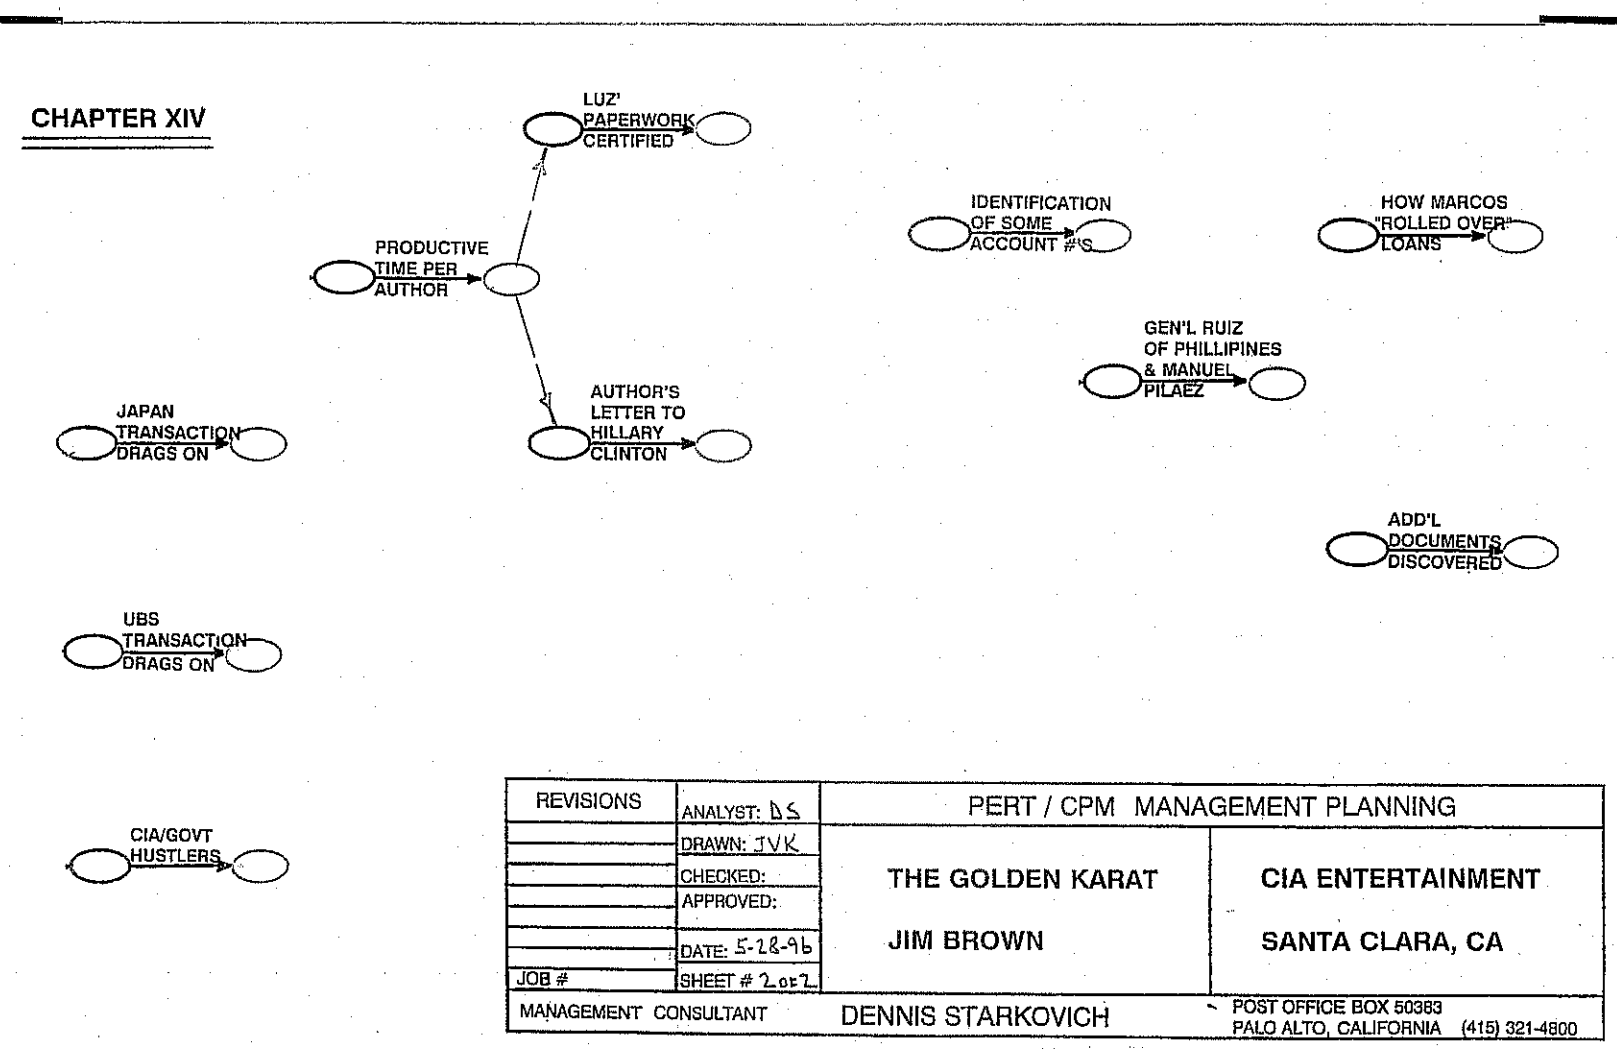 CHAPTER XIV
LUZ'
PAPERWORK
CERTIFIED
IDENTIFICATION
OF SOME
ACCOUNT #'S
HOW MARCOS
"ROLLED OVER"
LOANS
PRODUCTIVE
TIME PER
AUTHOR
GEN'L RUIZ
OF PHILLIPINES
& MANUEL
PILAEZ
AUTHOR'S
LETTER TO
HILLARY
CLINTON
JAPAN
TRANSACTION
DRAGS ON
ADD'L
DOCUMENTS
DISCOVERED
UBS
TRANSACTION
DRAGS ON
CIA/GOVT
HUSTLERS
REVISIONS
ANALYST: DS
DRAWN: JVK
CHECKED:
APPROVED:
DATE: 5-28-96
JOB #
SHEET # 2 of 2
PERT / CPM MANAGEMENT PLANNING
THE GOLDEN KARAT
JIM BROWN
CIA ENTERTAINMENT
SANTA CLARA, CA
MANAGEMENT CONSULTANT
DENNIS STARKOVICH
POST OFFICE BOX 50383
PALO ALTO, CALIFORNIA (415) 321-4800